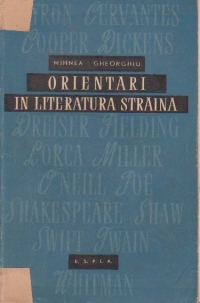 BYRON CERVANTES
COOPER DICKENS
MIHNEA GHEORGHIU
ORIENTARI
IN LITERATURA STRAINA
DREISER FIELDING
LORCA MILLER
O'NEILL POE
SHAKESPEARE SHAW
SWIFT TWAIN
WHITMAN
E. S. P. L. A.